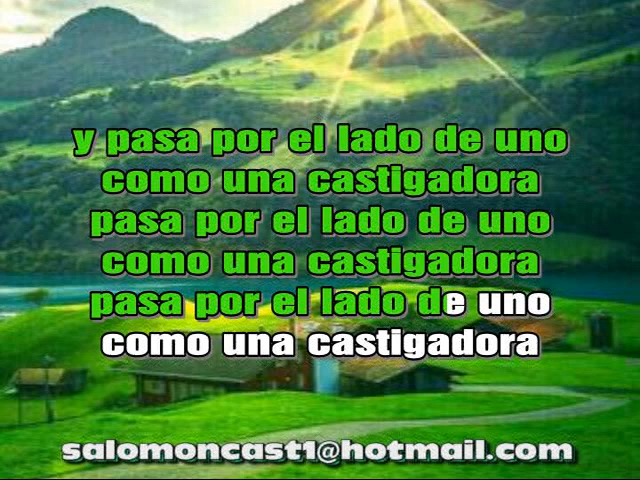 y pasa por el lado de uno
como una castigadora
pasa por el lado de uno
como una castigadora
pasa por el lado de uno
como una castigadora
salomoncast1@hotmail.com